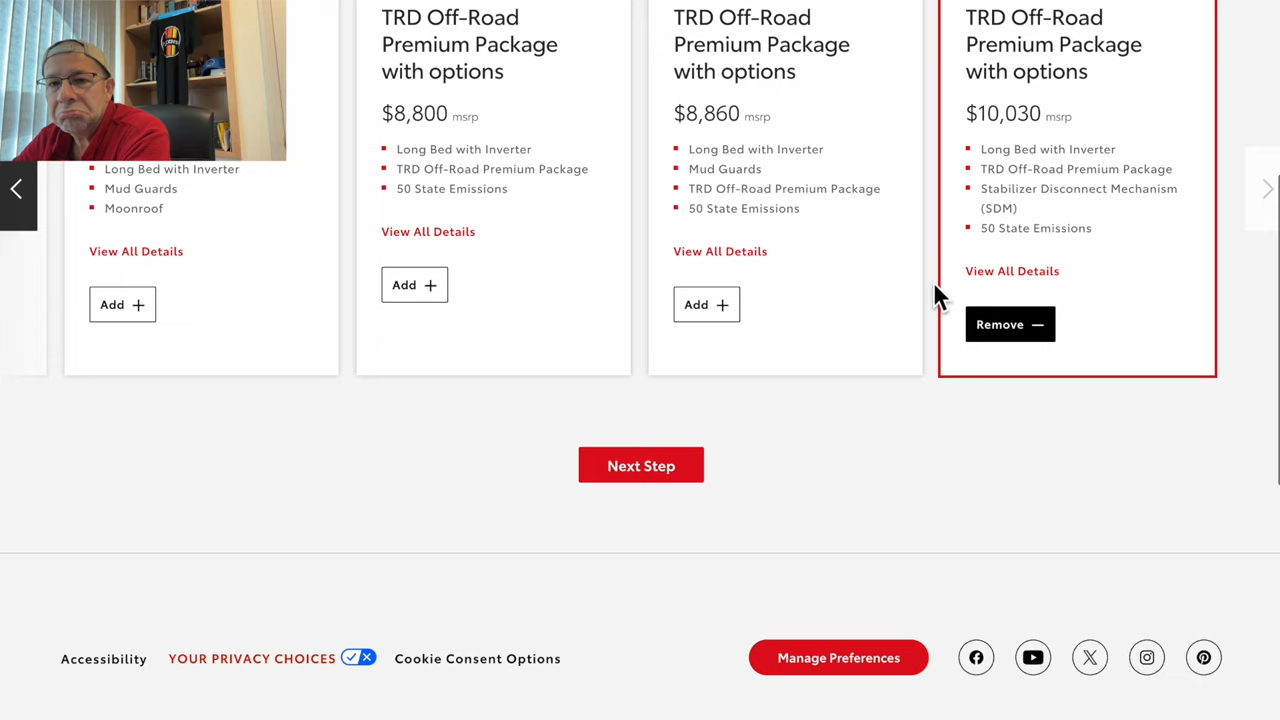 Long Bed with Inverter
Mud Guards
Moonroof
View All Details
Add
TRD Off-Road
Premium Package
with options
$8,800 msrp
Long Bed with Inverter
TRD Off-Road Premium Package
50 State Emissions
View All Details
Add
TRD Off-Road
Premium Package
with options
$8,860 msrp
Long Bed with Inverter
Mud Guards
TRD Off-Road Premium Package
50 State Emissions
View All Details
Add
TRD Off-Road
Premium Package
with options
$10,030 msrp
Long Bed with Inverter
TRD Off-Road Premium Package
Stabilizer Disconnect Mechanism
(SDM)
50 State Emissions
View All Details
Remove
Next Step
Accessibility
YOUR PRIVACY CHOICES
Cookie Consent Options
Manage Preferences